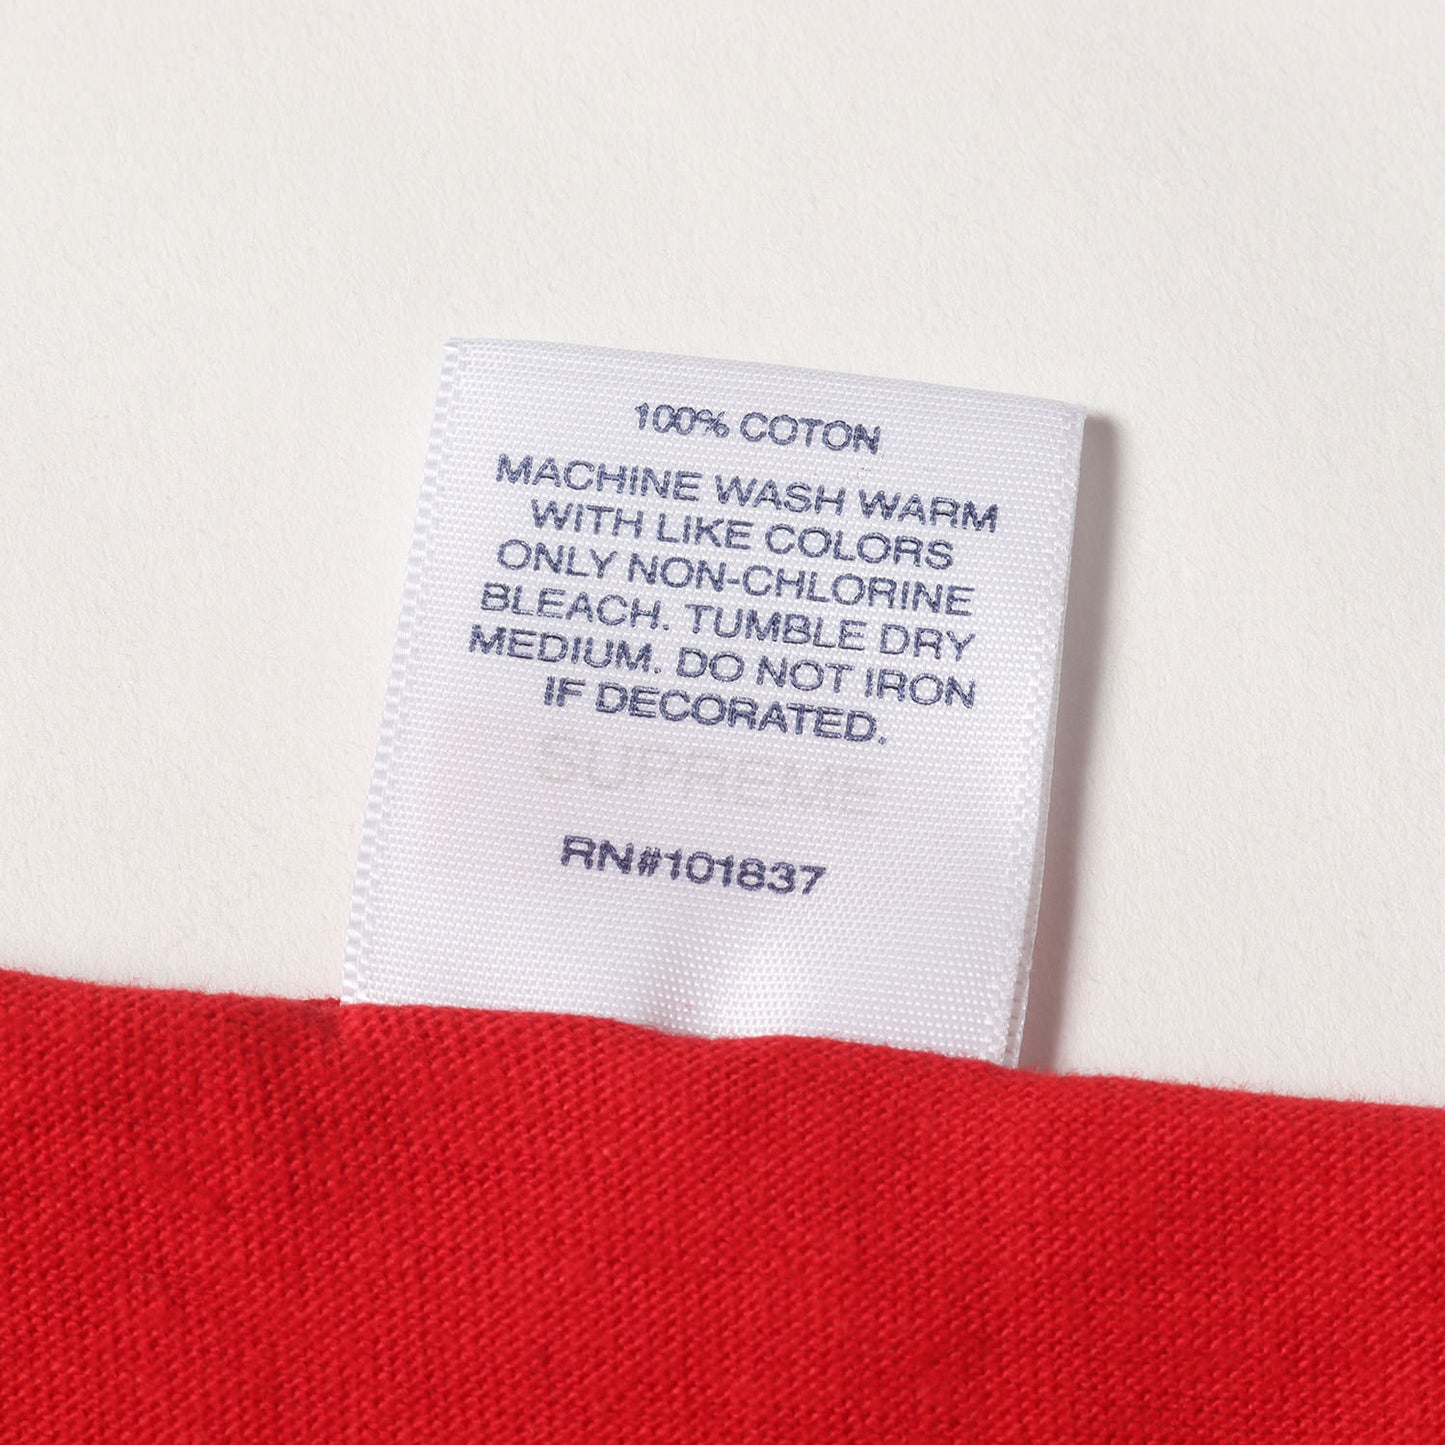 100% COTON
MACHINE WASH WARM
WITH LIKE COLORS
ONLY NON-CHLORINE
BLEACH. TUMBLE DRY
MEDIUM. DO NOT IRON
IF DECORATED.
SUPREME
RN#101837